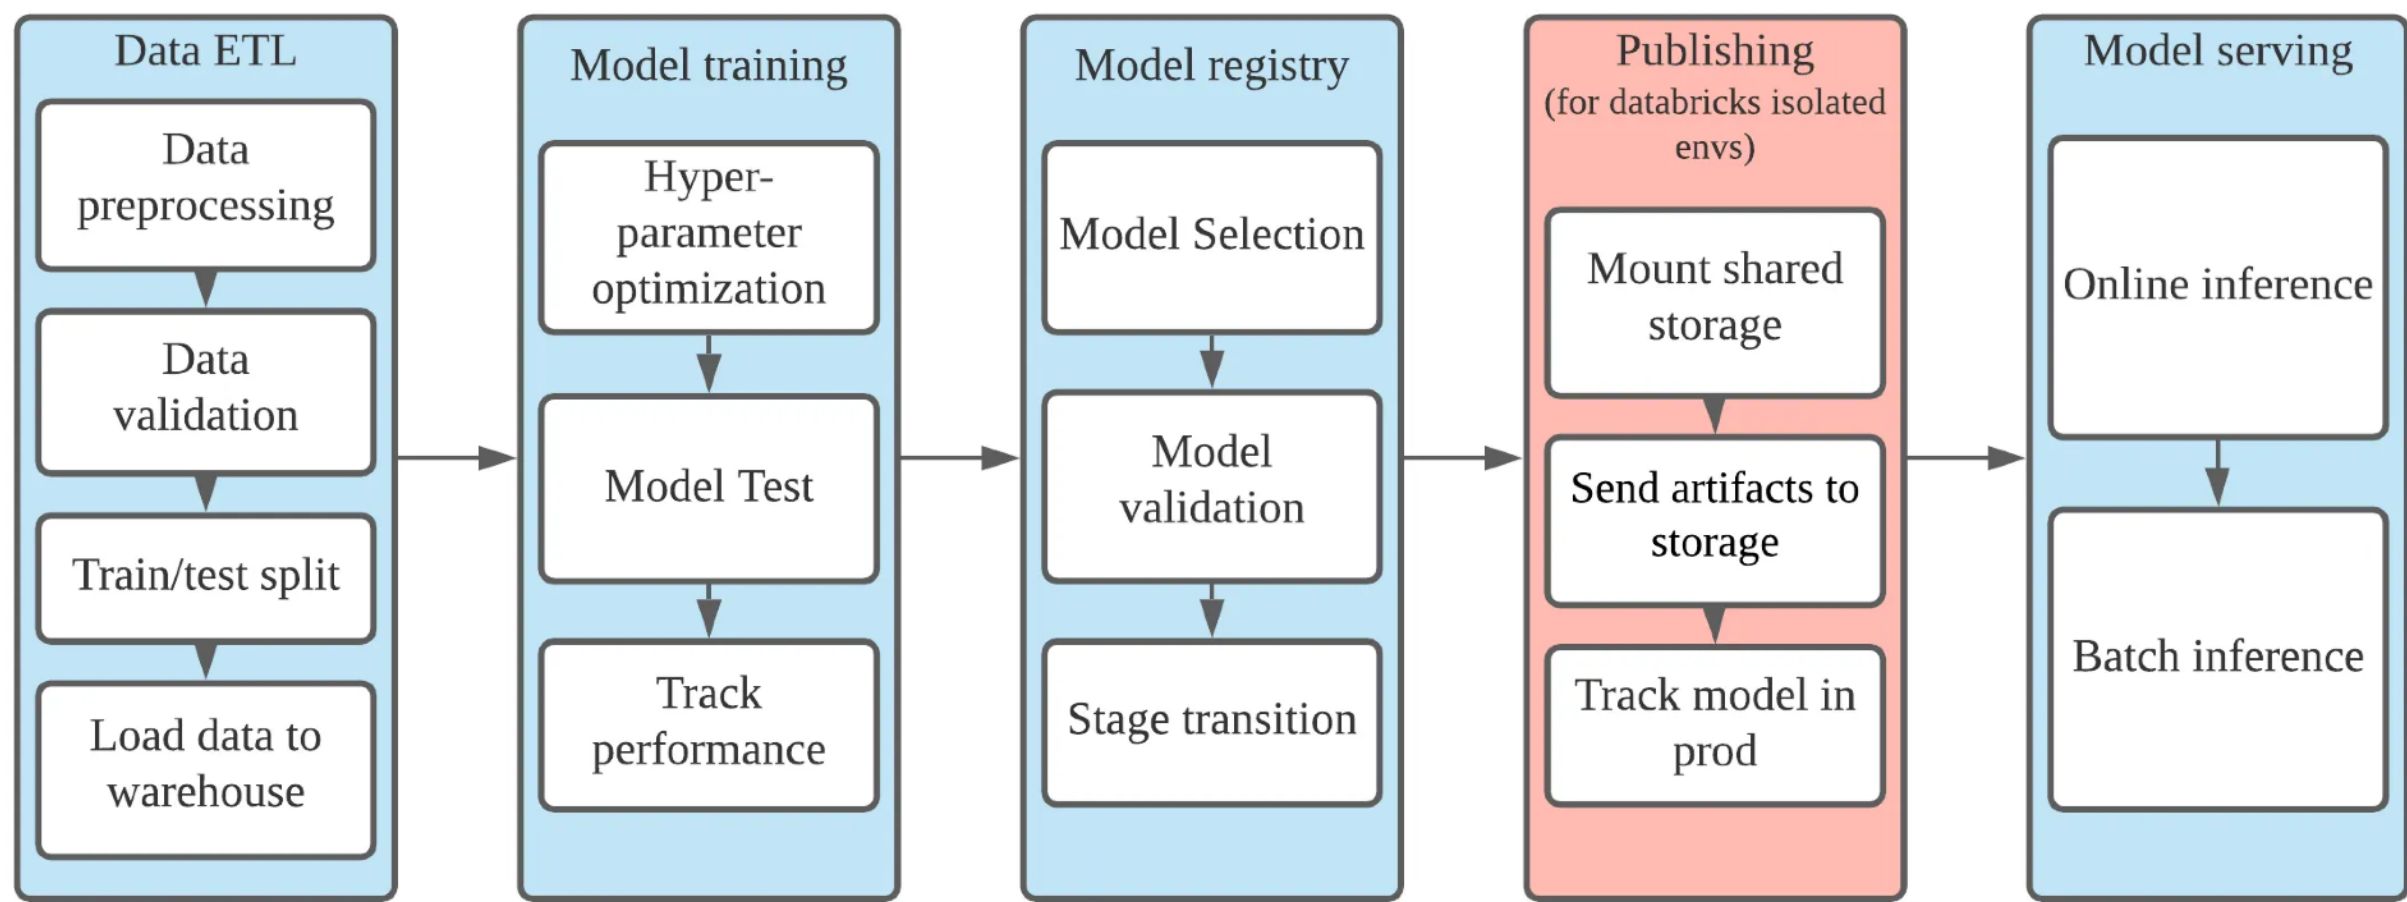 Data ETL
Data
preprocessing
Data
validation
Train/test split
Load data to
warehouse
Model training
Hyper-
parameter
optimization
Model Test
Track
performance
Model registry
Model Selection
Model
validation
Stage transition
Publishing
(for databricks isolated
envs)
Mount shared
storage
Send artifacts to
storage
Track model in
prod
Model serving
Online inference
Batch inference